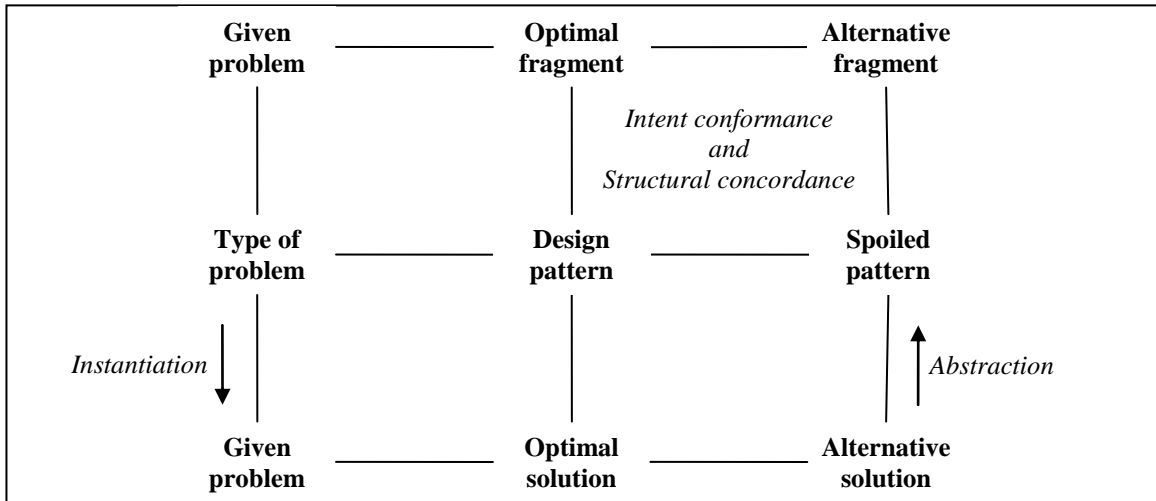 Given
problem
Optimal
fragment
Alternative
fragment
Intent conformance
and
Structural concordance
Type of
problem
Design
pattern
Spoiled
pattern
Instantiation
Abstraction
Given
problem
Optimal
solution
Alternative
solution